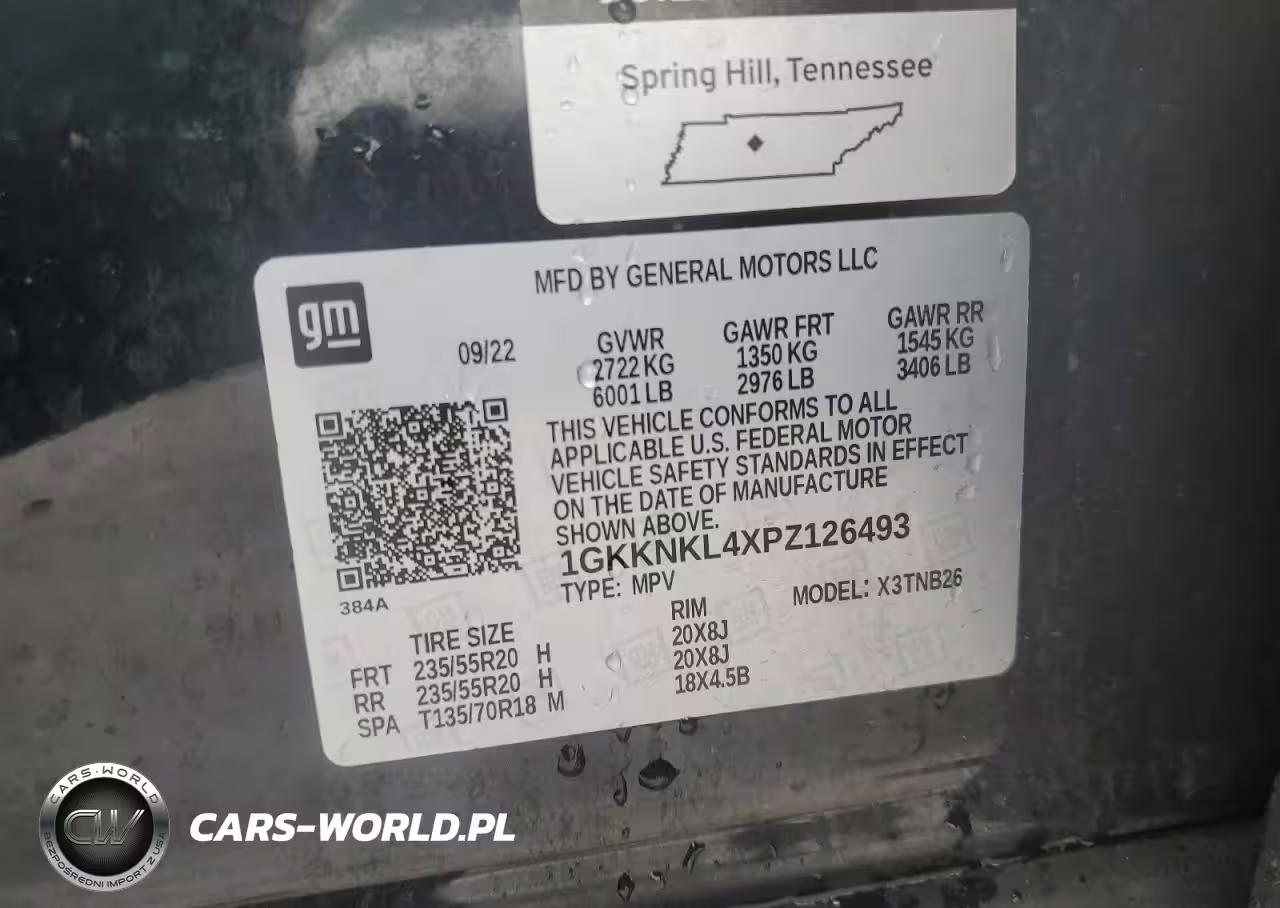 Spring Hill, Tennessee
gm
MFD BY GENERAL MOTORS LLC
09/22
GVWR
2722 KG
6001 LB
GAWR FRT
1350 KG
2976 LB
GAWR RR
1545 KG
3406 LB
THIS VEHICLE CONFORMS TO ALL
APPLICABLE U.S. FEDERAL MOTOR
VEHICLE SAFETY STANDARDS IN EFFECT
ON THE DATE OF MANUFACTURE
SHOWN ABOVE.
1GKKNKL4XPZ126493
TYPE: MPV
MODEL: X3TNB26
384A
TIRE SIZE
RIM
FRT 235/55R20 H 20X8J
RR 235/55R20 H 20X8J
SPA T135/70R18 M 18X4.5B
CARS-WORLD
CW
BEZPOŚREDNI IMPORT Z USA
CARS-WORLD.PL